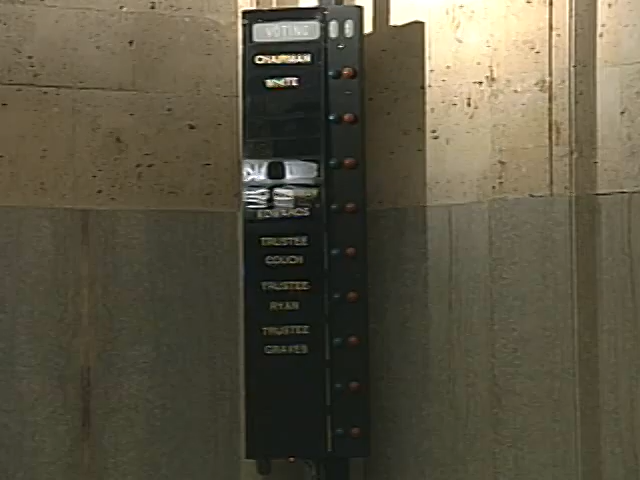 VOTING
CHAIRMAN
WHITE
EDWARDS
TRUSTEE
COUCH
TRUSTEE
RYAN
TRUSTEE
GRAVES